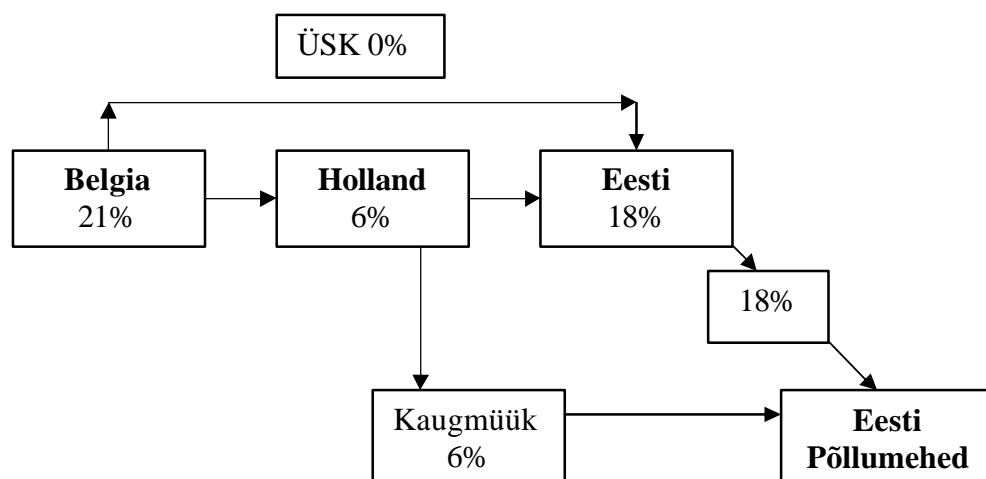 ÜSK 0%
Belgia
21%
Holland
6%
Eesti
18%
18%
Kaugmüük
6%
Eesti
Põllumehed